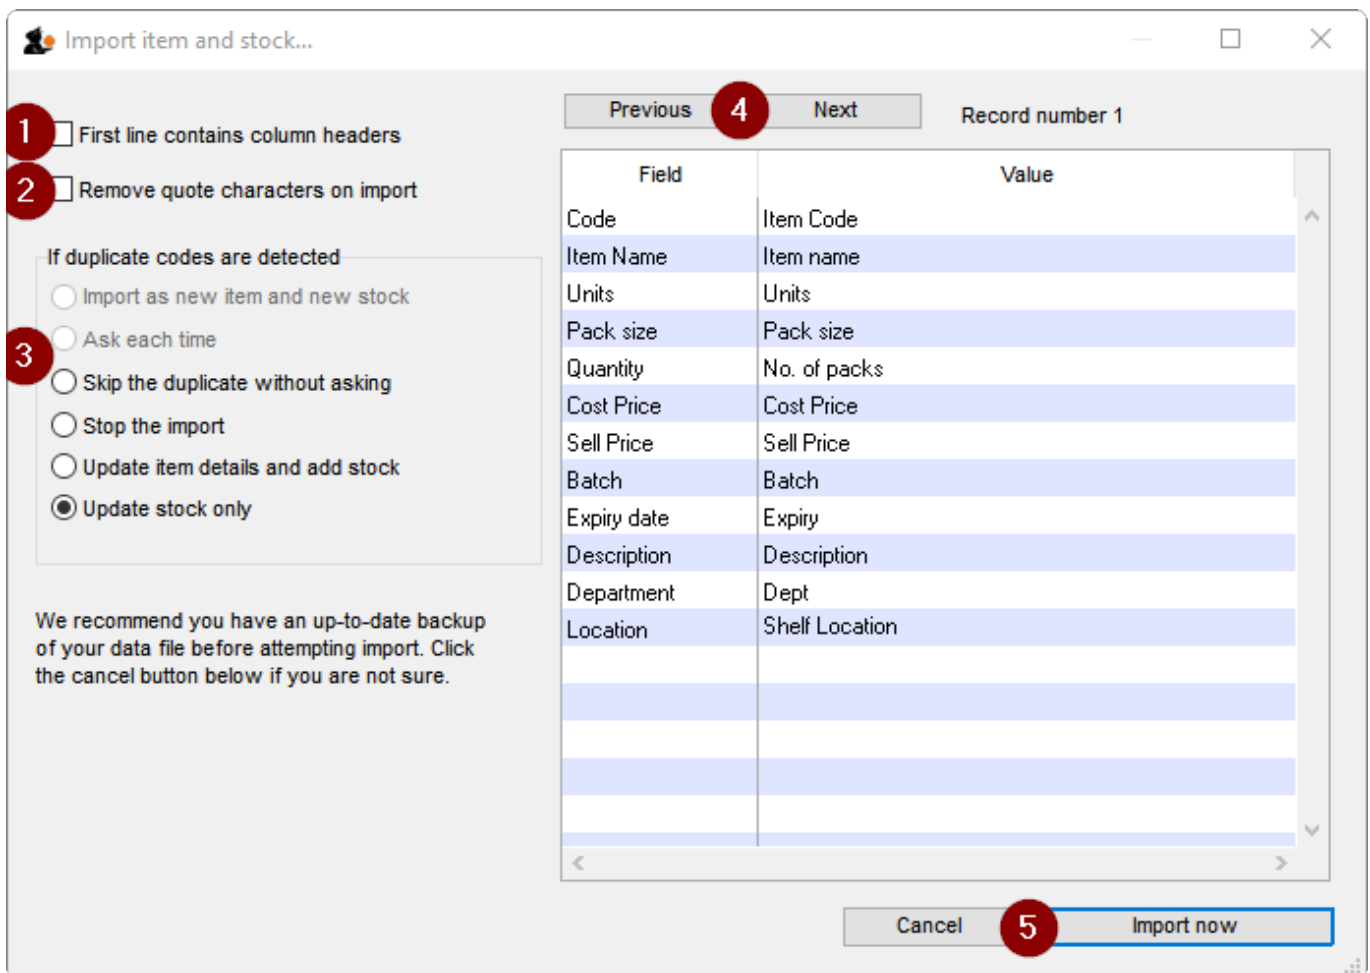 Import item and stock...
1 First line contains column headers
2 Remove quote characters on import
If duplicate codes are detected
Import as new item and new stock
Ask each time
3
Skip the duplicate without asking
Stop the import
Update item details and add stock
Update stock only
We recommend you have an up-to-date backup
of your data file before attempting import. Click
the cancel button below if you are not sure.
Previous 4 Next Record number 1
Field Value
Code Item Code
Item Name Item name
Units Units
Pack size Pack size
Quantity No. of packs
Cost Price Cost Price
Sell Price Sell Price
Batch Batch
Expiry date Expiry
Description Description
Department Dept
Location Shelf Location
Cancel 5 Import now